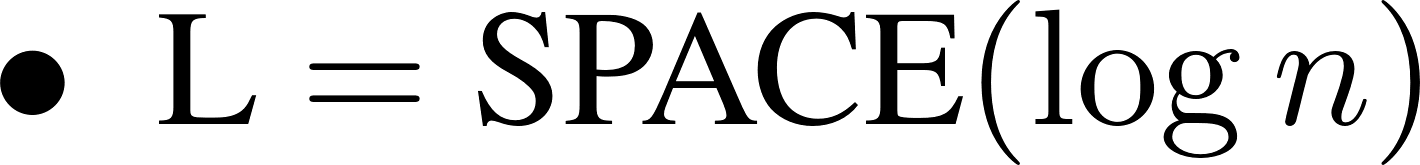 • L = SPACE(log n)